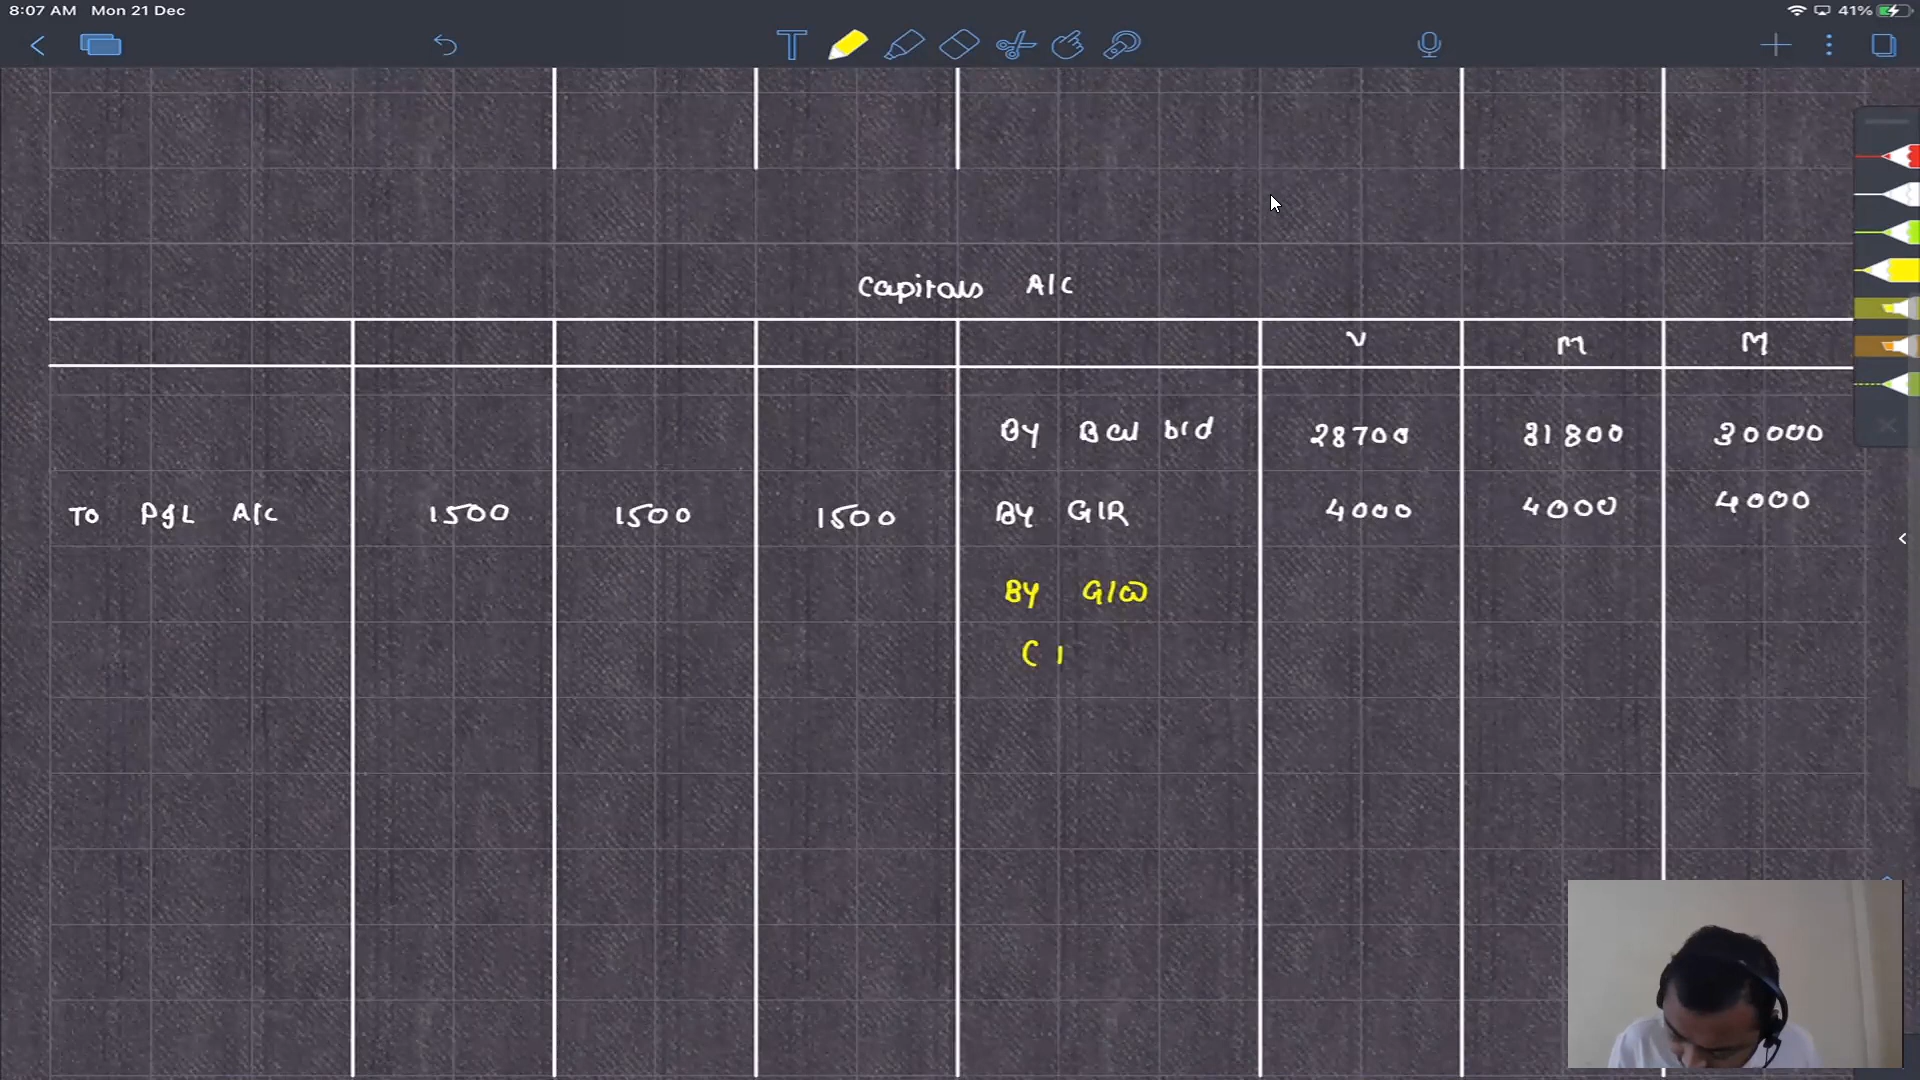 8:07 AM Mon 21 Dec 41%
T
Capitals A/C
V M M
By Bal b/d 28700 31800 30000
To P&L A/c 1500 1500 1500 BY G/R 4000 4000 4000
BY G/W
( 1